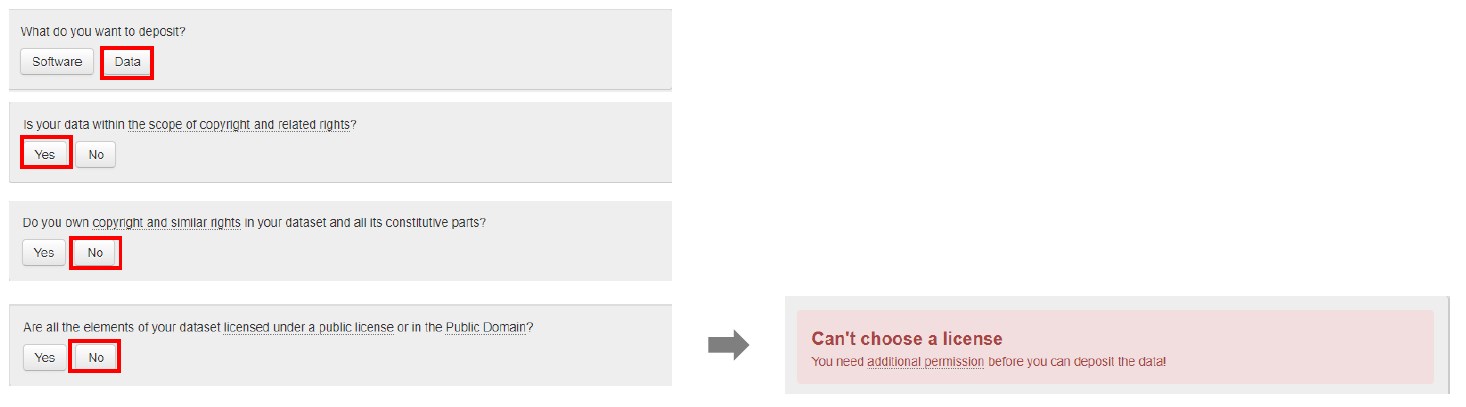 What do you want to deposit?
Software Data
Is your data within the scope of copyright and related rights?
Yes No
Do you own copyright and similar rights in your dataset and all its constitutive parts?
Yes No
Are all the elements of your dataset licensed under a public license or in the Public Domain?
Yes No
Can't choose a license
You need additional permission before you can deposit the data!